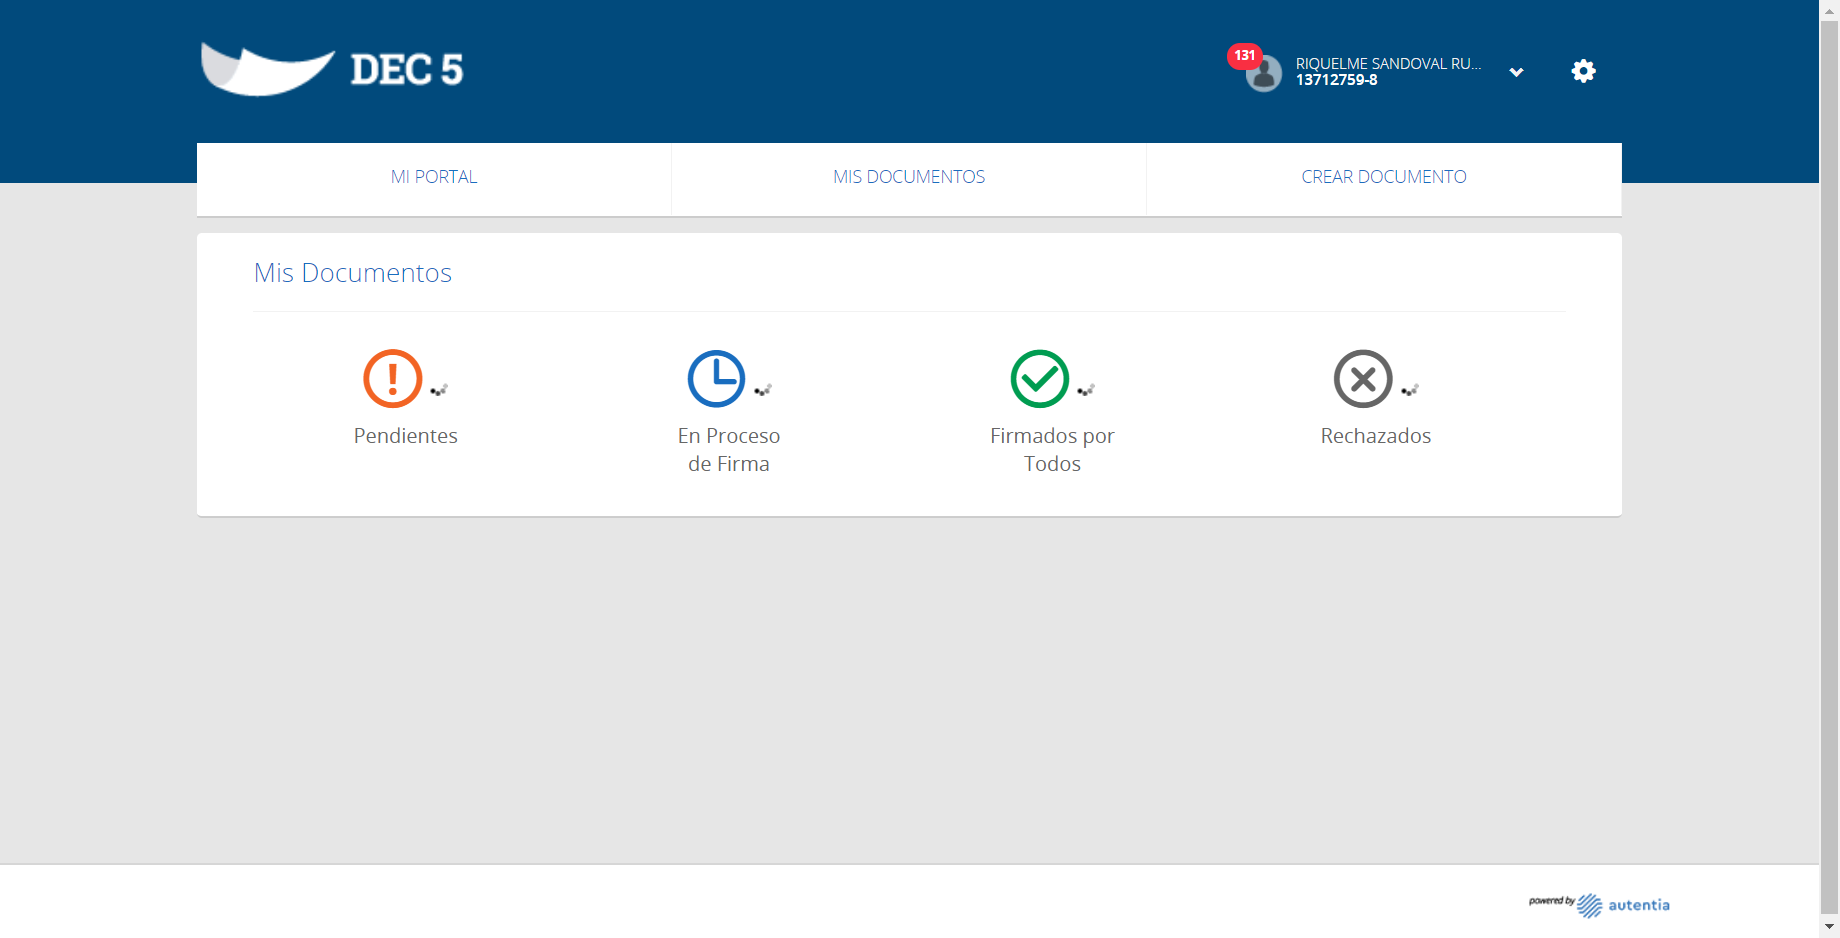 DEC 5
131
RIQUELME SANDOVAL RU...
13712759-8
MI PORTAL
MIS DOCUMENTOS
CREAR DOCUMENTO
Mis Documentos
Pendientes
En Proceso
de Firma
Firmados por
Todos
Rechazados
powered by autentia